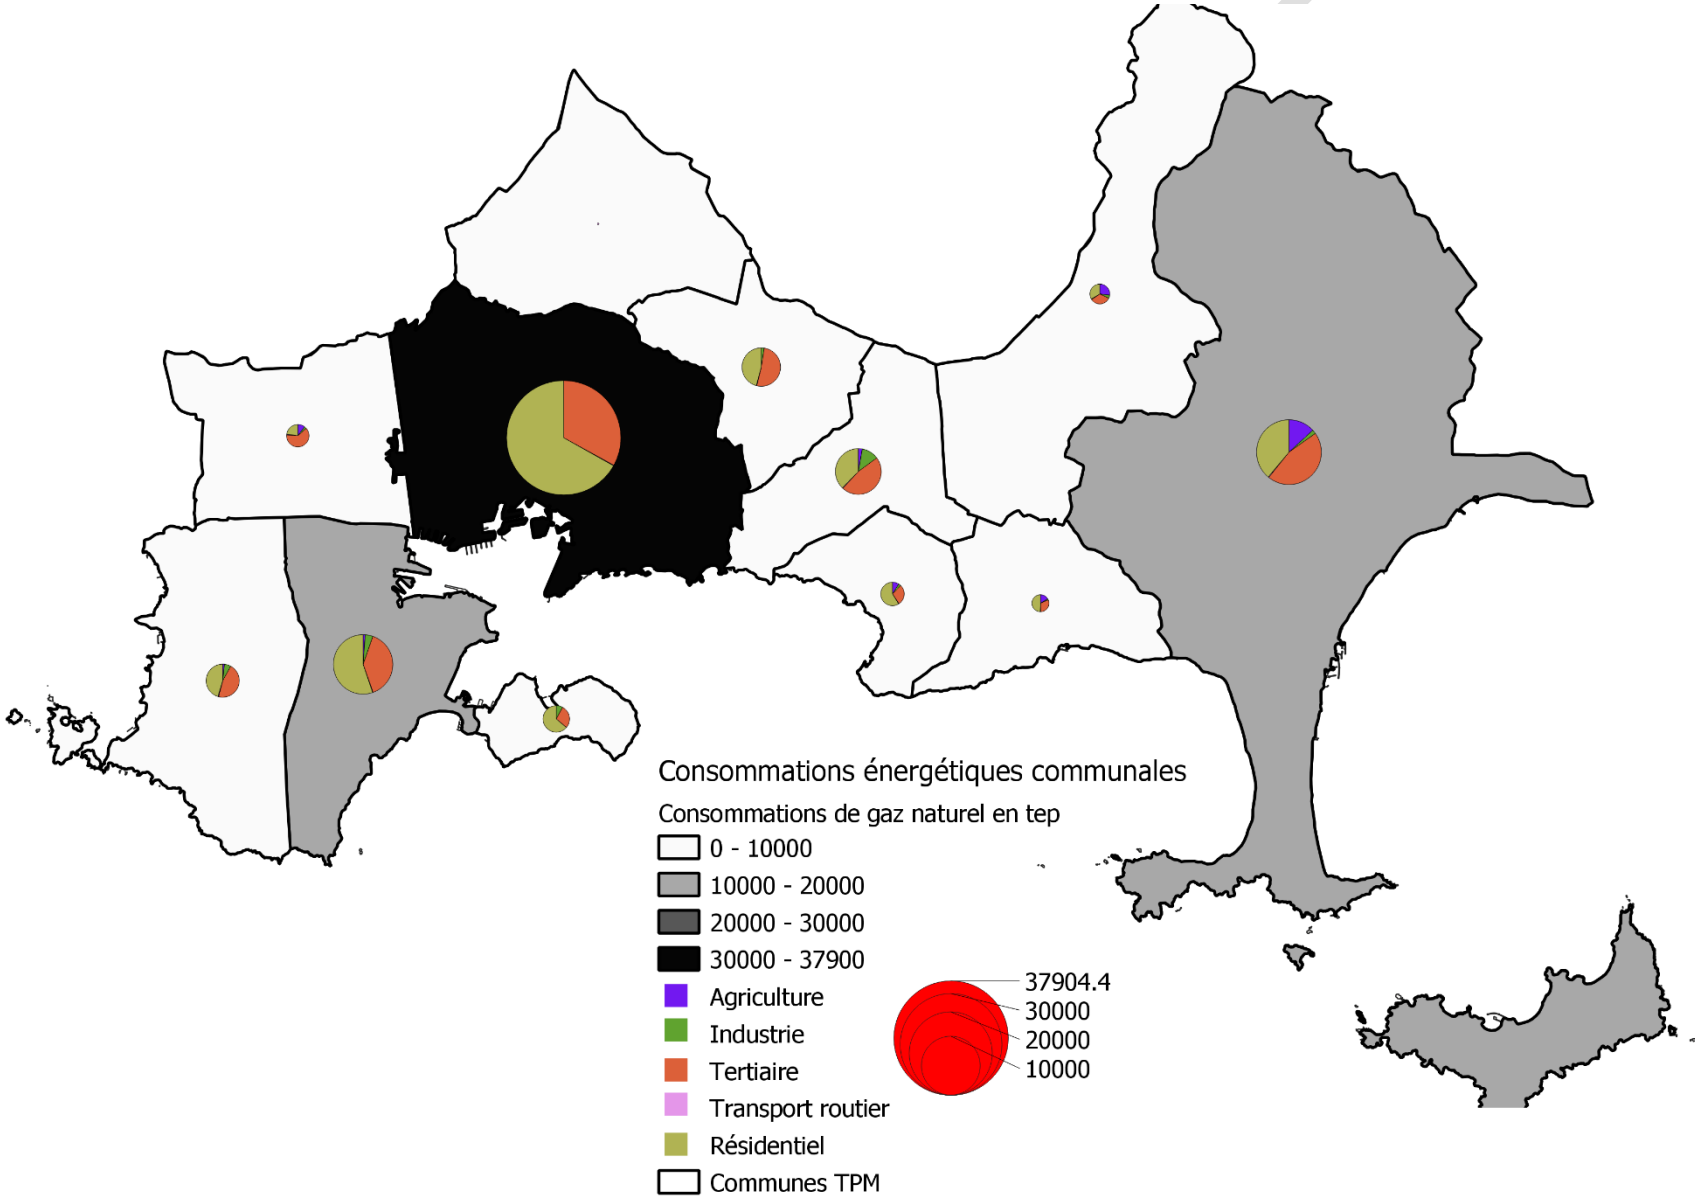 Consommations énergétiques communales
Consommations de gaz naturel en tep
0 - 10000
10000 - 20000
20000 - 30000
30000 - 37900
Agriculture
Industrie
Tertiaire
Transport routier
Résidentiel
Communes TPM
37904.4
30000
20000
10000